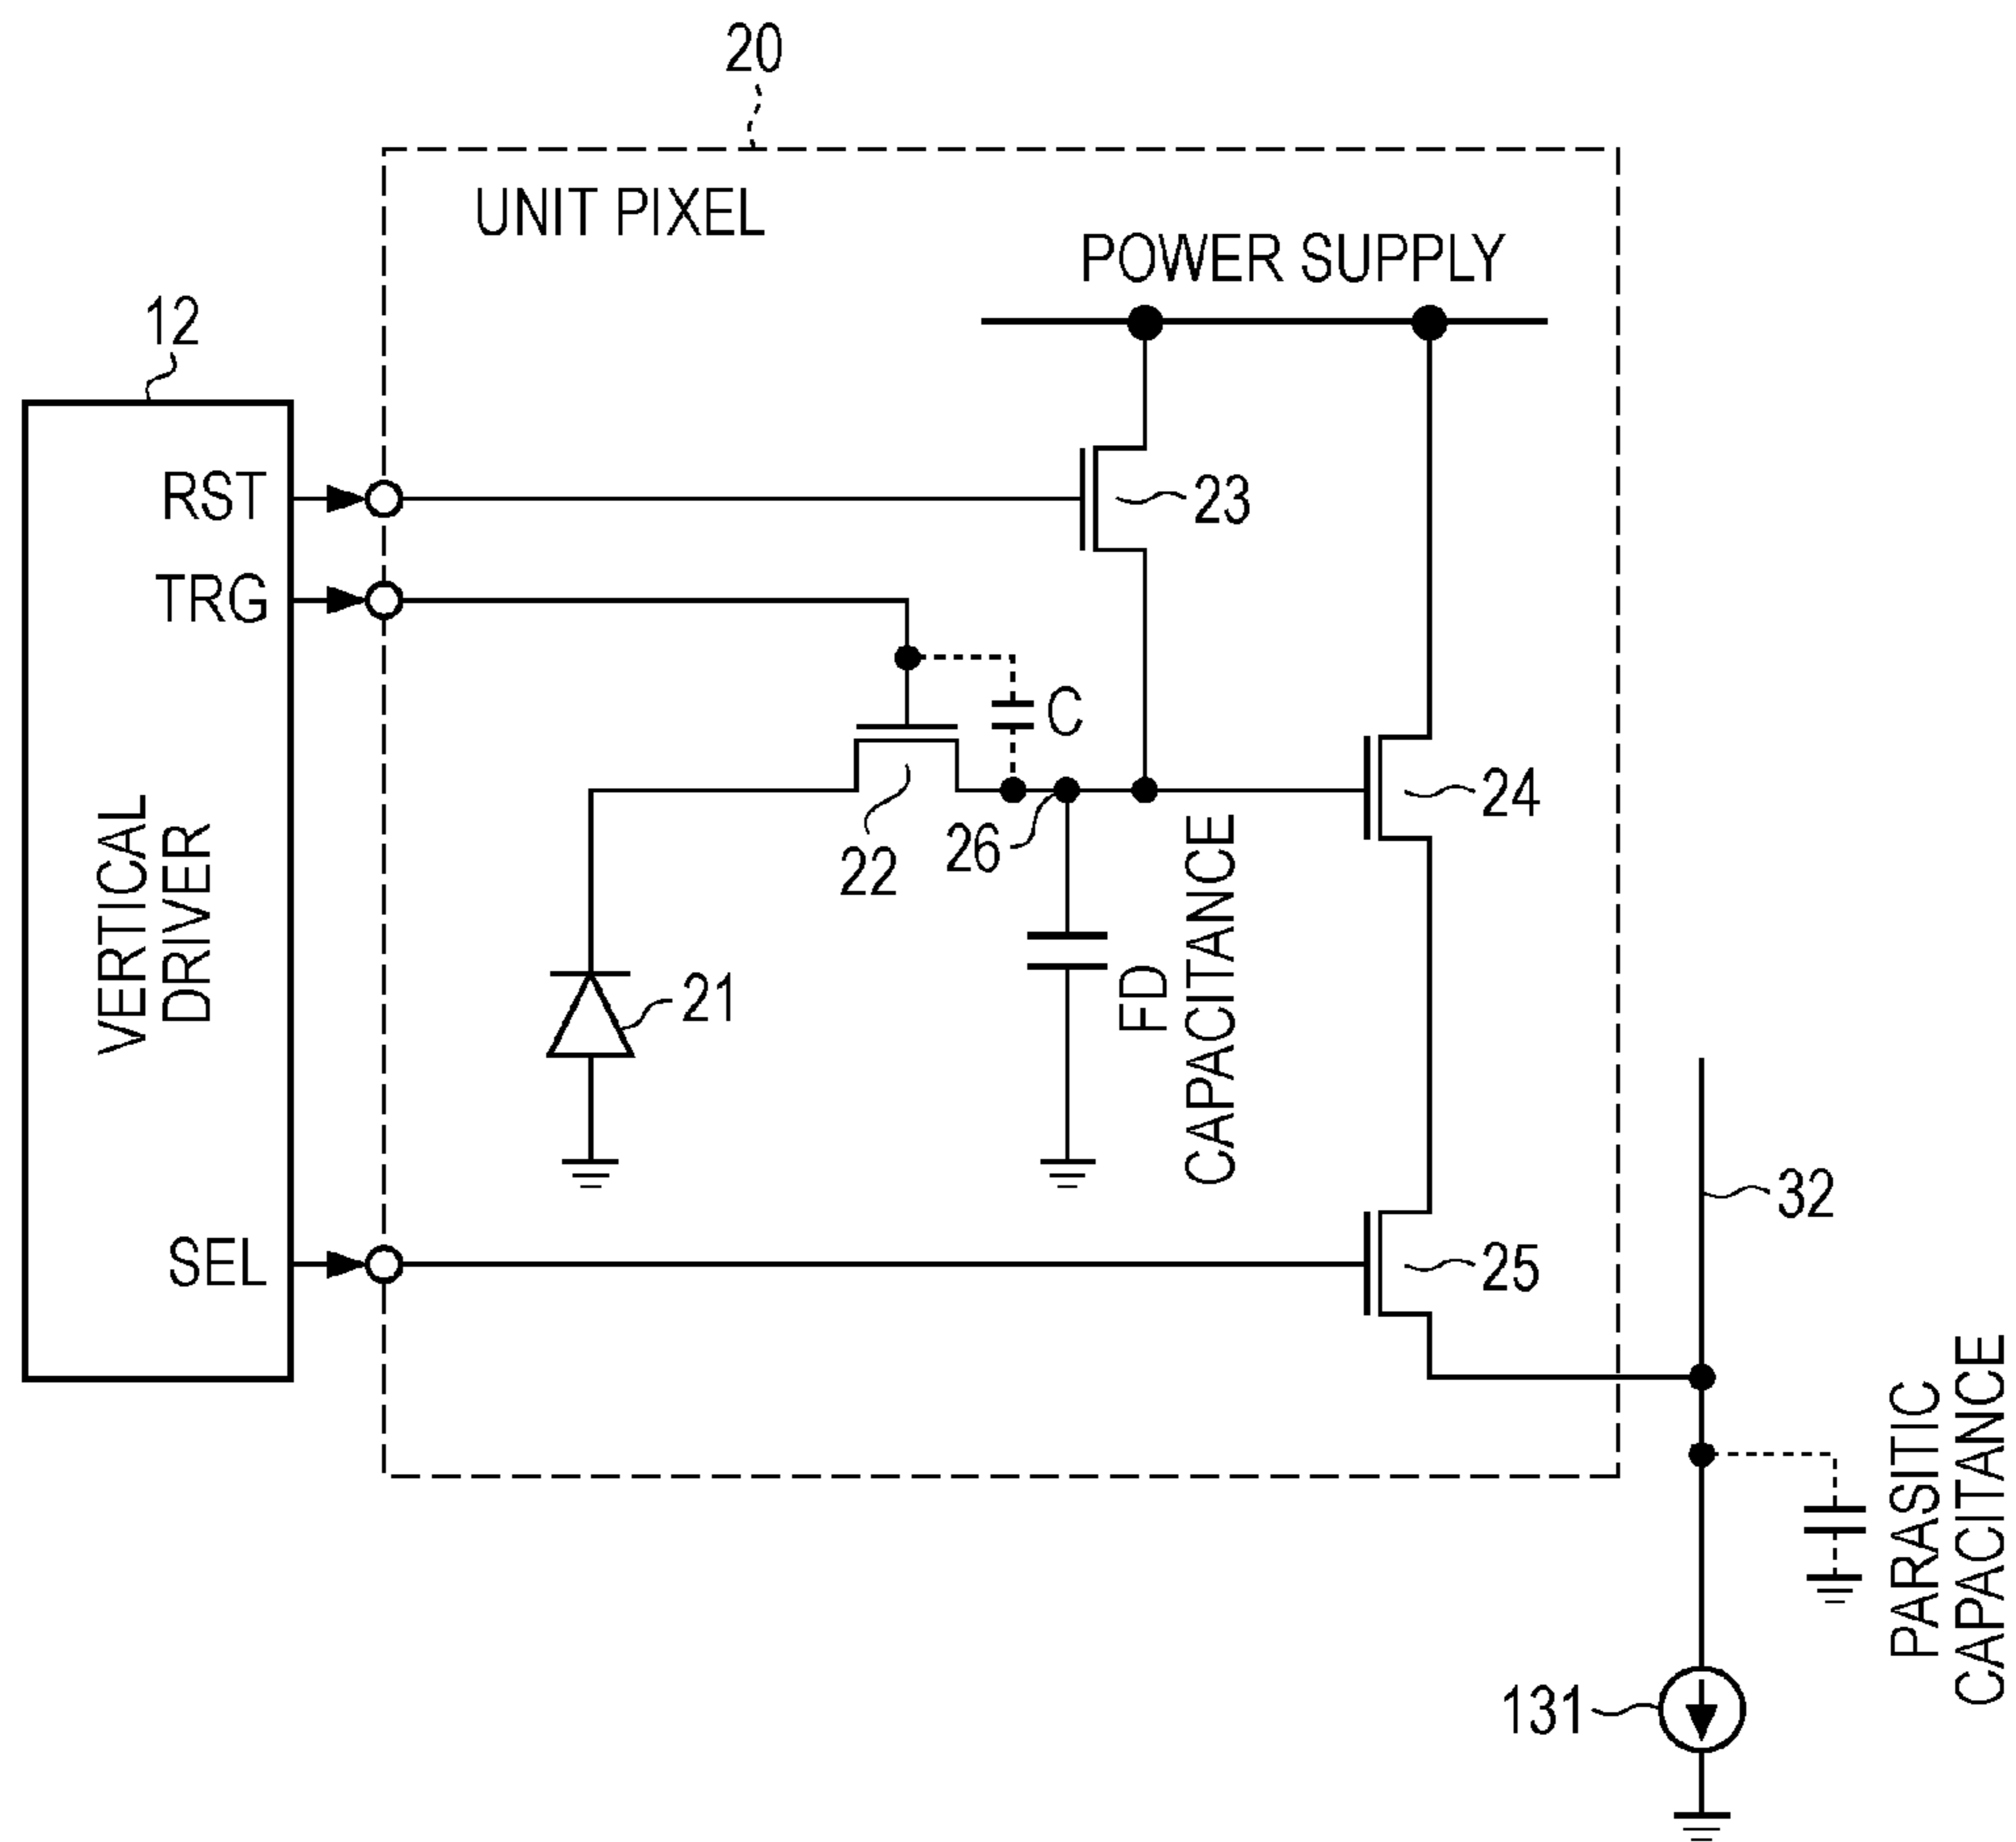 20
UNIT PIXEL
POWER SUPPLY
12
RST
23
TRG
C
24
22
26
VERTICAL
DRIVER
21
FD
CAPACITANCE
32
SEL
25
PARASITIC
CAPACITANCE
131